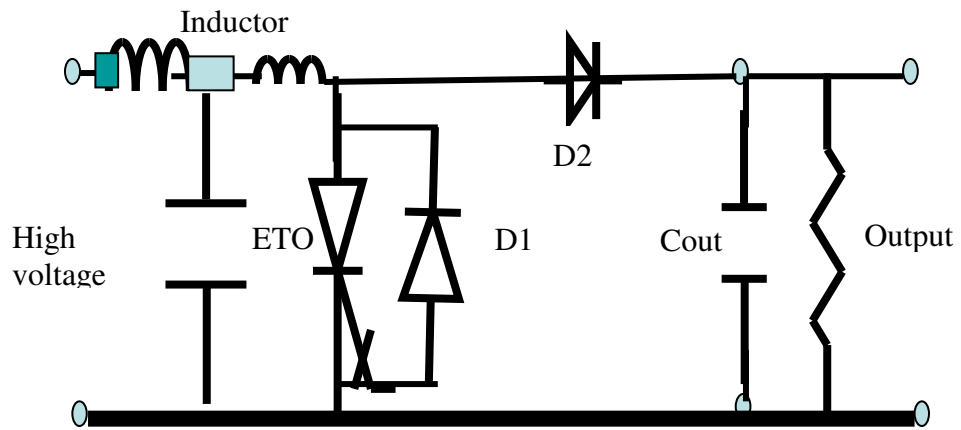 Inductor
D2
High
voltage
ETO
D1
Cout
Output